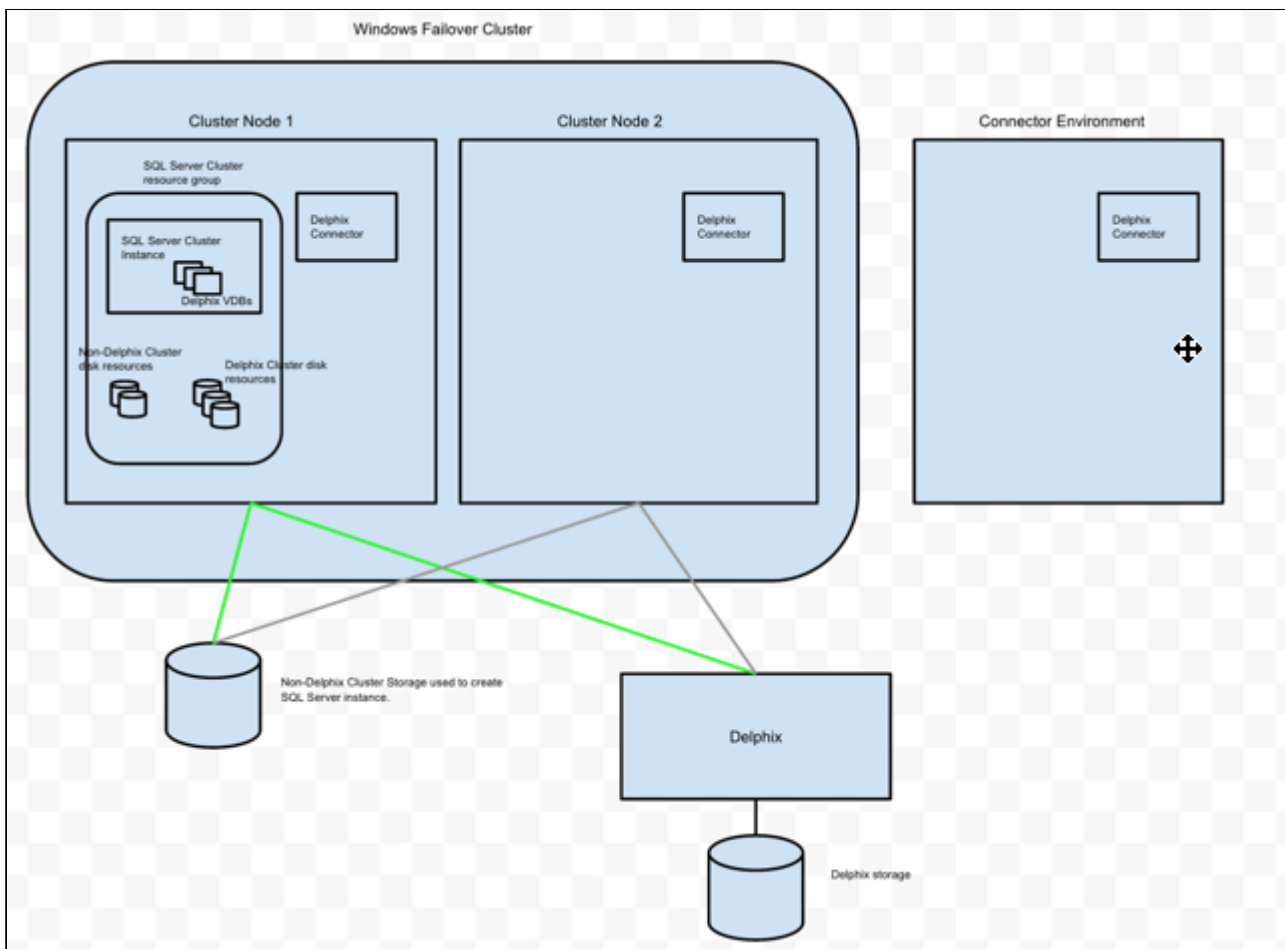 Windows Failover Cluster
Cluster Node 1
Cluster Node 2
Connector Environment
SQL Server Cluster
resource group
SQL Server Cluster
Instance
Delphix VDBs
Delphix
Connector
Delphix
Connector
Delphix
Connector
Non-Delphix Cluster
disk resources
Delphix Cluster disk
resources
Non-Delphix Cluster Storage used to create
SQL Server instance.
Delphix
Delphix storage